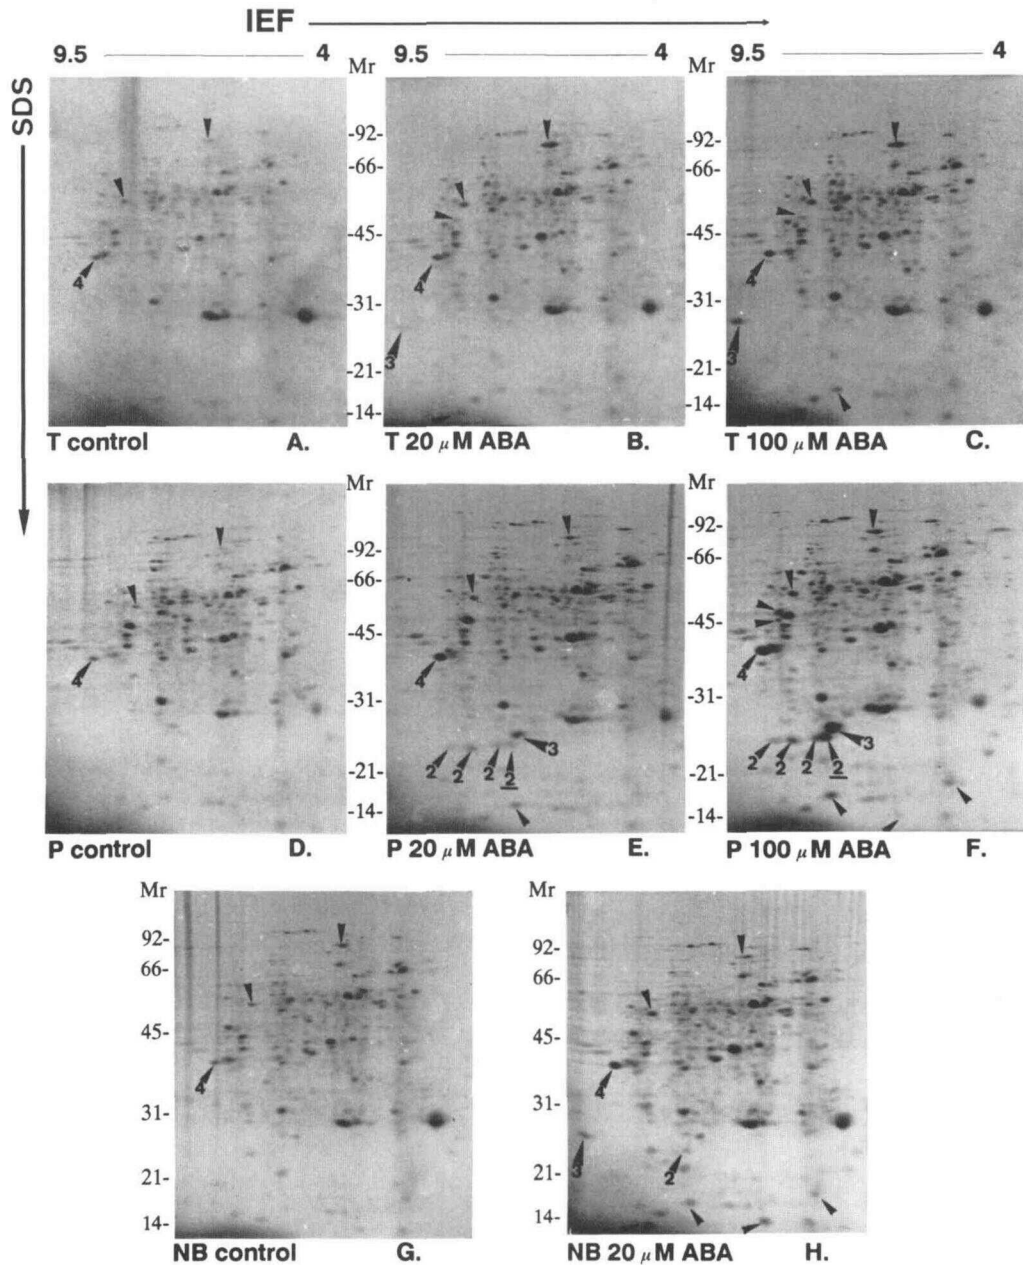 IEF
9.5 4 9.5 4 9.5 4
SDS
Mr Mr
-92- -92-
-66- -66-
-45- -45-
-31- -31-
-21- -21-
-14- -14-
4 4 3 4 3
T control A. T 20 μM ABA B. T 100 μM ABA C.
Mr Mr
-92- -92-
-66- -66-
-45- -45-
-31- -31-
-21- -21-
-14- -14-
4 4 3 4 3
2 2 2 2 2 2 2 2
P control D. P 20 μM ABA E. P 100 μM ABA F.
Mr Mr
92- 92-
66- 66-
45- 45-
31- 31-
21- 21-
14- 14-
4 4 3 2
NB control G. NB 20 μM ABA H.